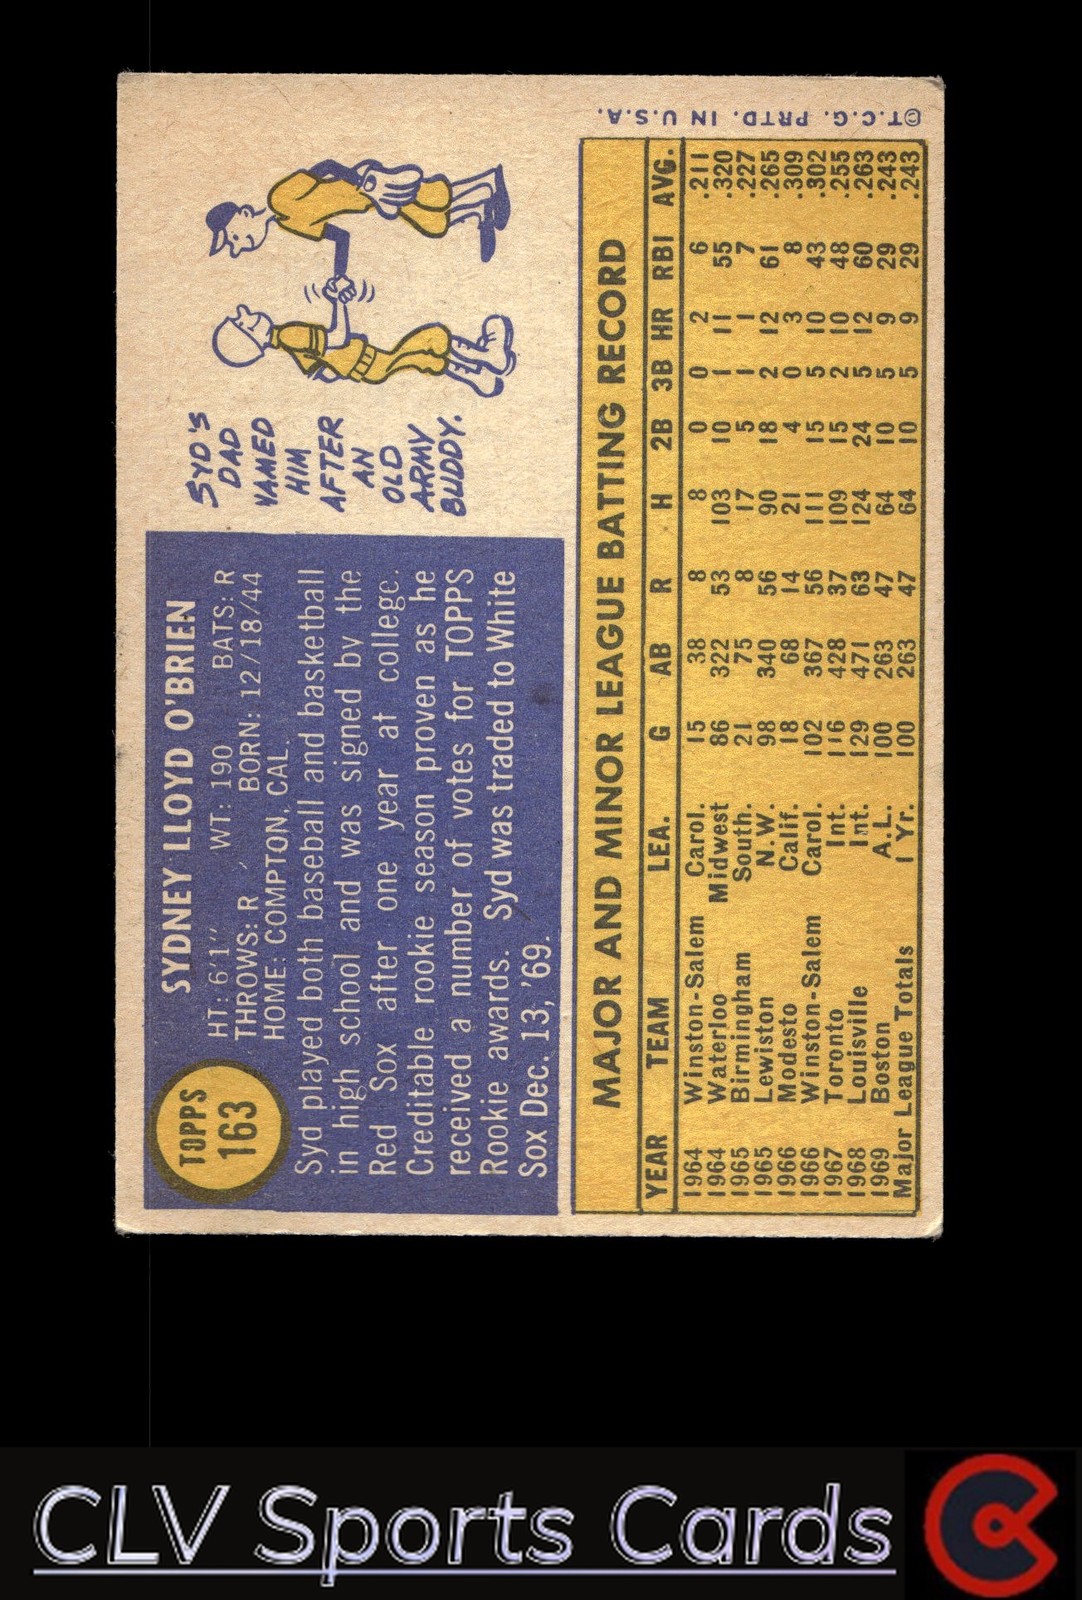 TOPPS
163
SYDNEY LLOYD O'BRIEN
HT: 6'1" WT: 190 BATS: R
THROWS: R BORN: 12/18/44
HOME: COMPTON, CAL.
Syd played both baseball and basketball
in high school and was signed by the
Red Sox after one year at college.
Creditable rookie season proven as he
received a number of votes for TOPPS
Rookie awards. Syd was traded to White
Sox Dec. 13, '69.
SYD'S
DAD
NAMED
HIM
AFTER
AN
OLD
ARMY
BUDDY.
MAJOR AND MINOR LEAGUE BATTING RECORD
YEAR TEAM LEA. G AB R H 2B 3B HR RBI AVG.
1964 Winston-Salem Carol. 15 38 8 8 0 0 2 6 .211
1964 Waterloo Midwest 86 322 53 103 10 1 11 55 .320
1965 Birmingham South. 21 75 8 17 5 1 1 7 .227
1965 Lewiston N.W. 98 340 56 90 18 2 12 61 .265
1966 Modesto Calif. 18 68 14 21 4 0 3 8 .309
1966 Winston-Salem Carol. 102 367 56 111 15 5 10 43 .302
1967 Toronto Int. 116 428 37 109 15 2 10 48 .255
1968 Louisville Int. 129 471 63 124 24 5 12 60 .263
1969 Boston A.L. 100 263 47 64 10 5 9 29 .243
Major League Totals 1 Yr. 100 263 47 64 10 5 9 29 .243
©T.C.G. PRTD. IN U.S.A.
CLV Sports Cards